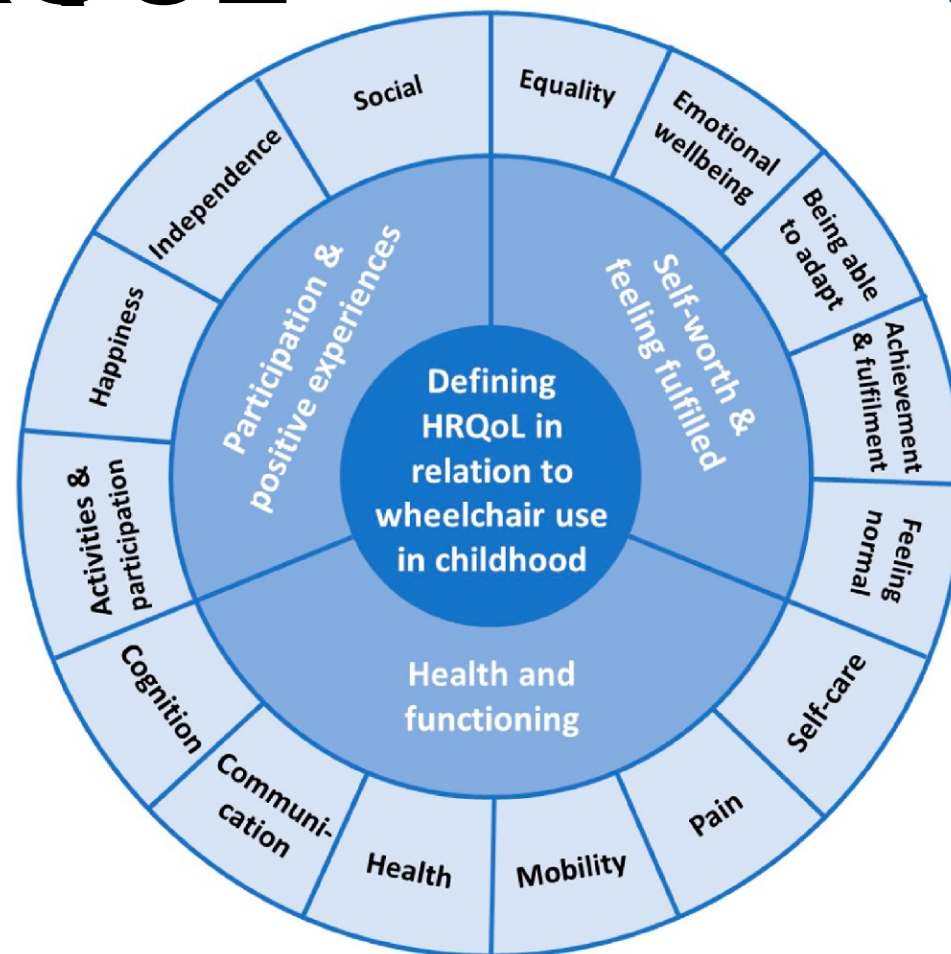 Defining
HRQoL in
relation to
wheelchair use
in childhood
Participation &
positive experiences
Self-worth &
feeling fulfilled
Health and
functioning
Social
Equality
Emotional
wellbeing
Being able
to adapt
Achievement
& fulfilment
Feeling
normal
Self-care
Pain
Mobility
Health
Communi-
cation
Cognition
Activities &
participation
Happiness
Independence